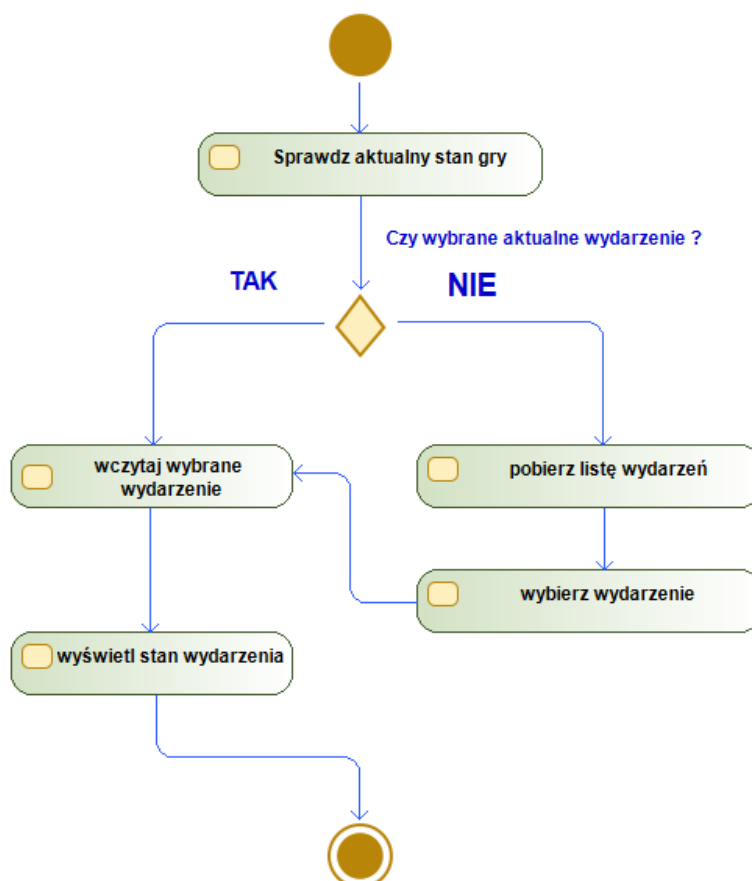 Sprawdz aktualny stan gry
Czy wybrane aktualne wydarzenie ?
TAK
NIE
wczytaj wybrane
wydarzenie
pobierz listę wydarzeń
wybierz wydarzenie
wyświetl stan wydarzenia